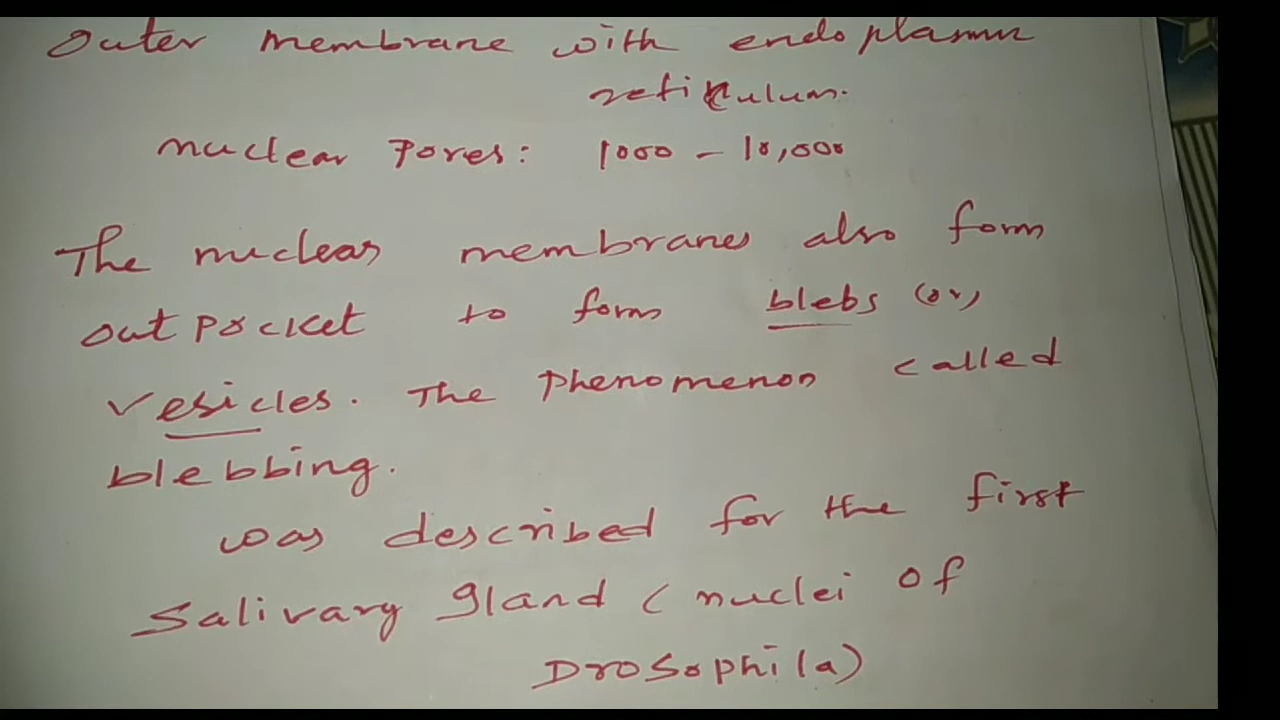 Outer membrane with endoplasmic
reticulum.
Nuclear Pores: 1000 - 10,000
The nuclear membranes also form
out pocket to form blebs (or)
vesicles. The Phenomenon called
blebbing.
was described for the first
Salivary gland (nuclei of
Drosophila)